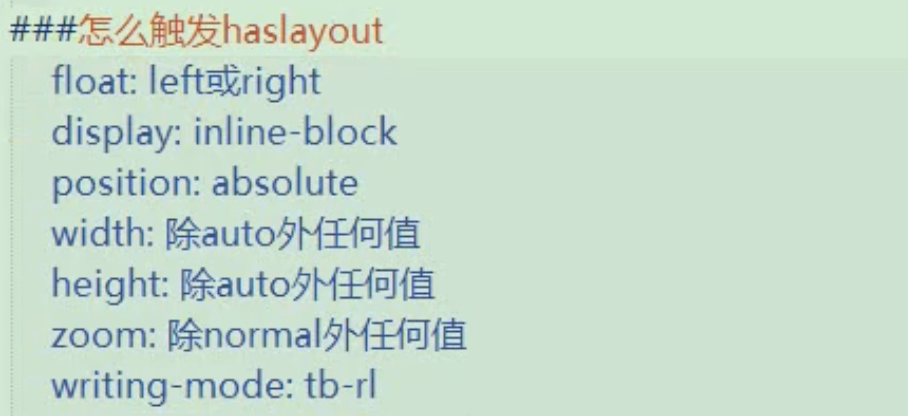 ###怎么触发haslayout
float: left或right
display: inline-block
position: absolute
width: 除auto外任何值
height: 除auto外任何值
zoom: 除normal外任何值
writing-mode: tb-rl